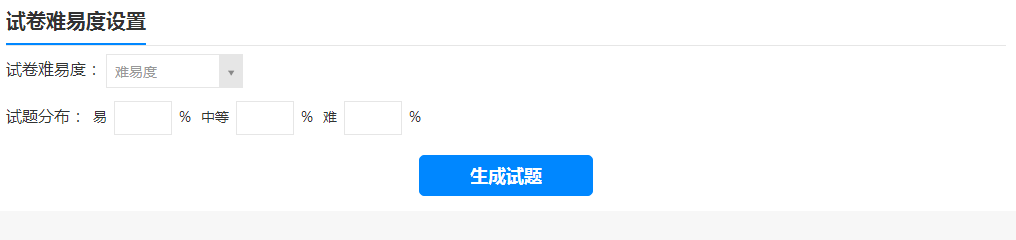 试卷难易度设置
试卷难易度： 难易度
试题分布： 易 % 中等 % 难 %
生成试题